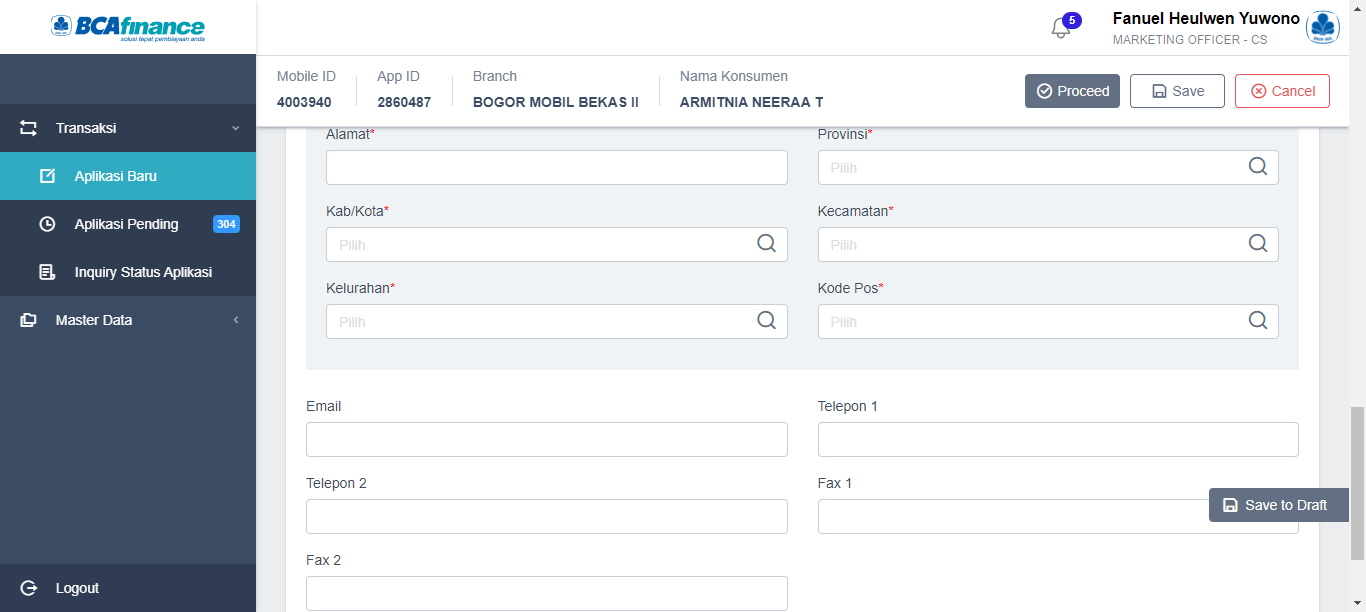 BCAfinance
solusi tepat pembiayaan anda
5
Fanuel Heulwen Yuwono
MARKETING OFFICER - CS
Mobile ID
4003940
App ID
2860487
Branch
BOGOR MOBIL BEKAS II
Nama Konsumen
ARMITNIA NEERAA T
Proceed
Save
Cancel
Transaksi
Aplikasi Baru
Aplikasi Pending 304
Inquiry Status Aplikasi
Master Data
Logout
Alamat*
Provinsi*
Pilih
Kab/Kota*
Pilih
Kecamatan*
Pilih
Kelurahan*
Pilih
Kode Pos*
Pilih
Email
Telepon 1
Telepon 2
Fax 1
Save to Draft
Fax 2